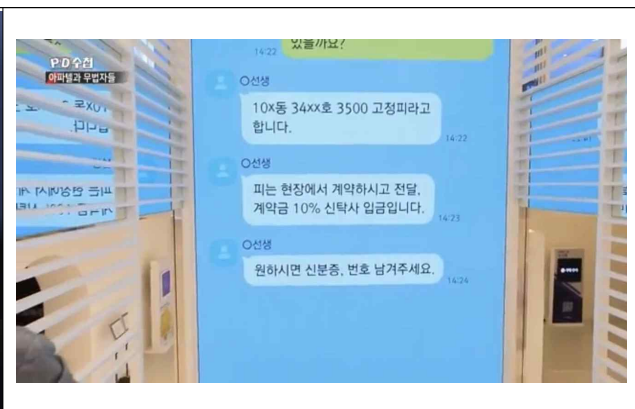 PD수첩
아파텔과 무법자들
있을까요?
14:22
O선생
10x동 34xx호 3500 고정피라고
합니다.
14:22
O선생
피는 현장에서 계약하시고 전달,
계약금 10% 신탁사 입금입니다.
14:23
O선생
원하시면 신분증, 번호 남겨주세요.
14:24